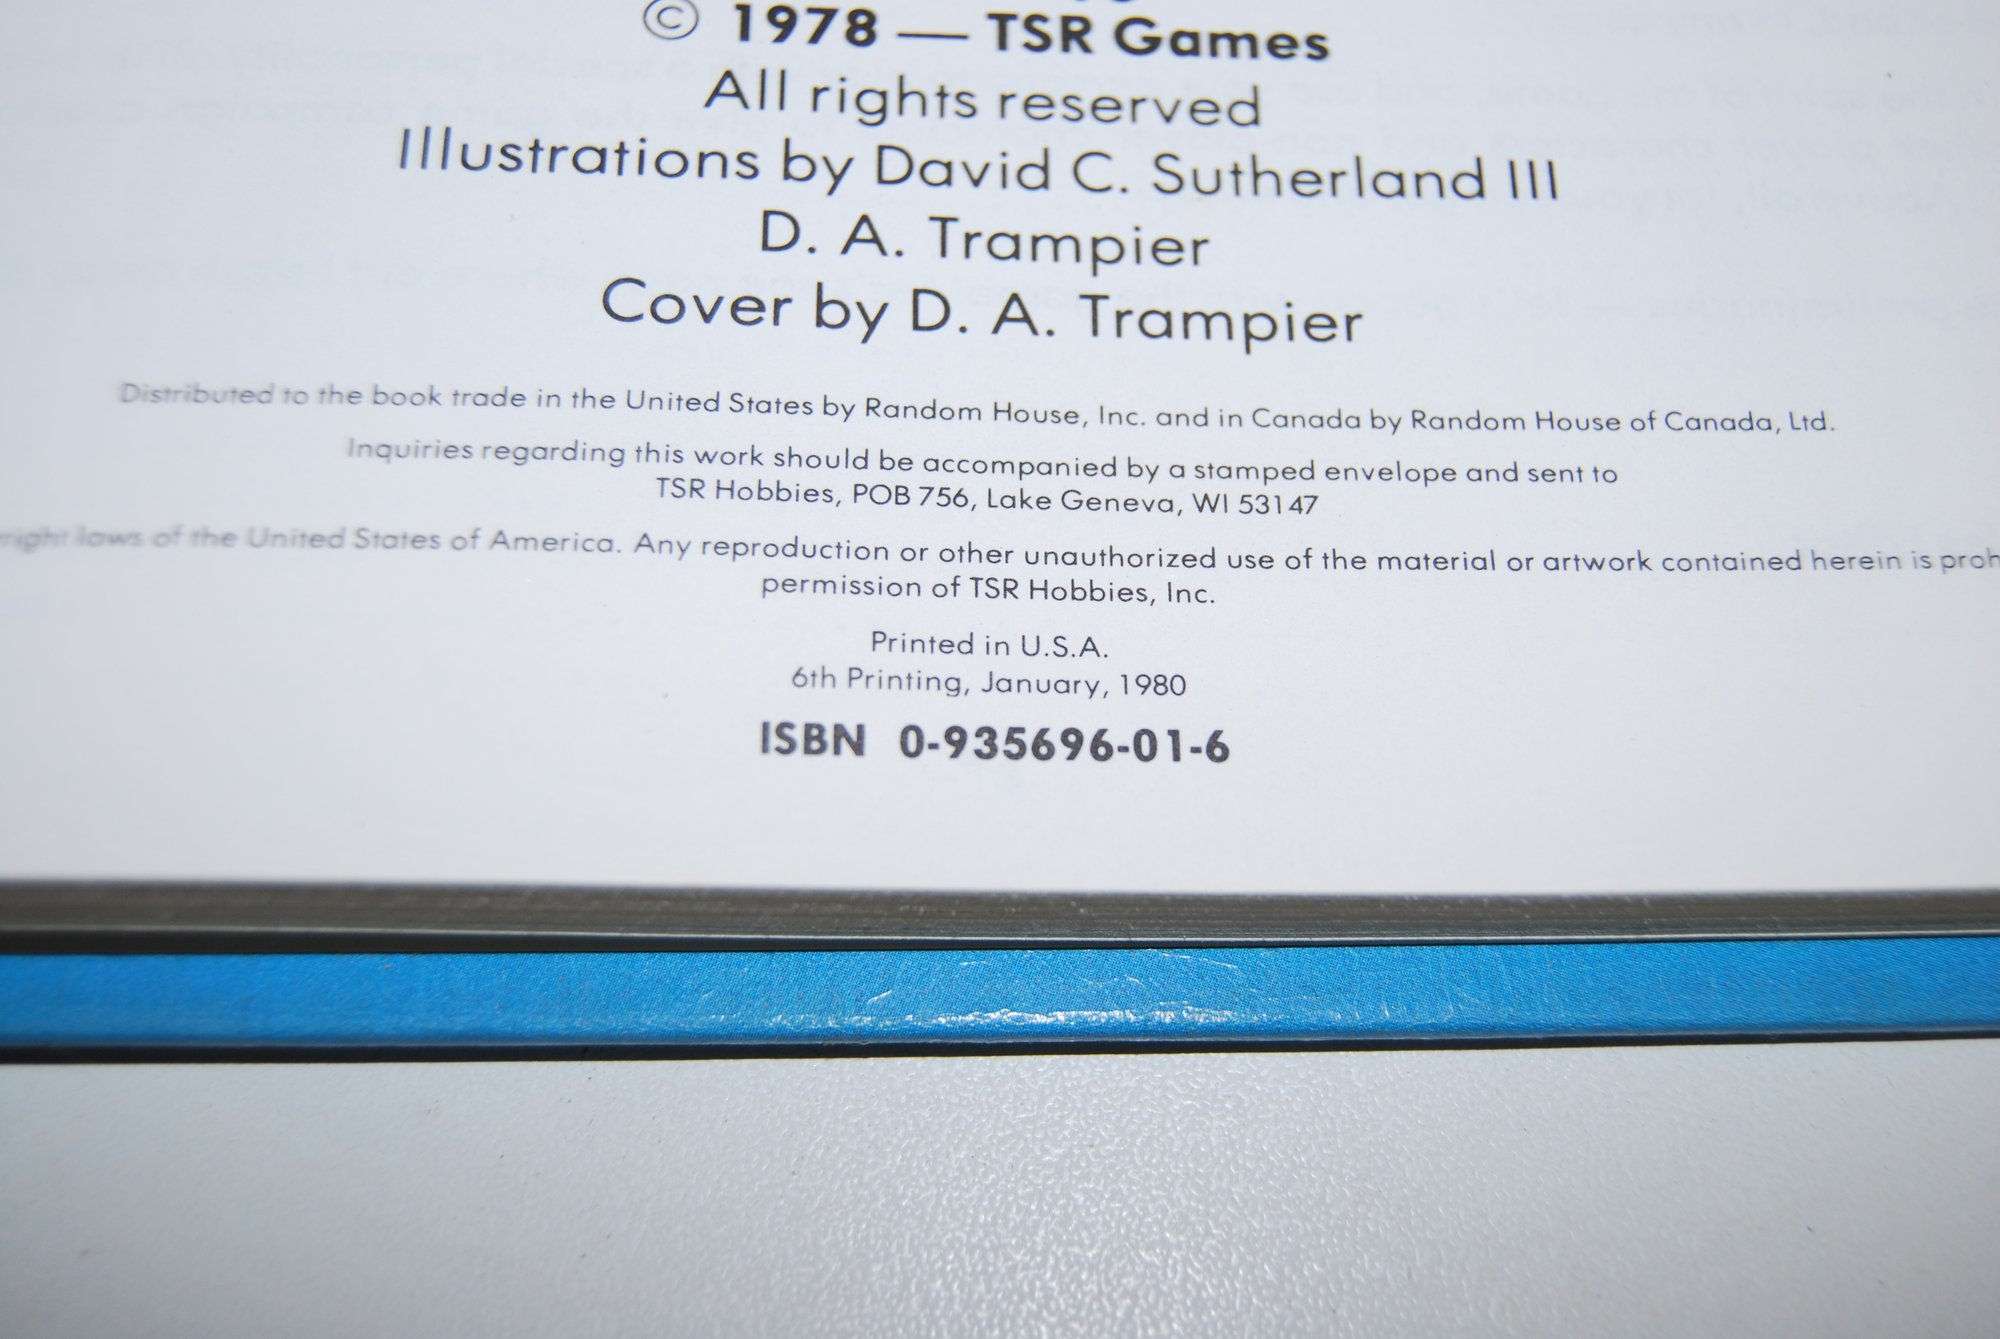 © 1978 — TSR Games
All rights reserved
Illustrations by David C. Sutherland III
D. A. Trampier
Cover by D. A. Trampier
Distributed to the book trade in the United States by Random House, Inc. and in Canada by Random House of Canada, Ltd.
Inquiries regarding this work should be accompanied by a stamped envelope and sent to
TSR Hobbies, POB 756, Lake Geneva, WI 53147
laws of the United States of America. Any reproduction or other unauthorized use of the material or artwork contained herein is
permission of TSR Hobbies, Inc.
Printed in U.S.A.
6th Printing, January, 1980
ISBN 0-935696-01-6